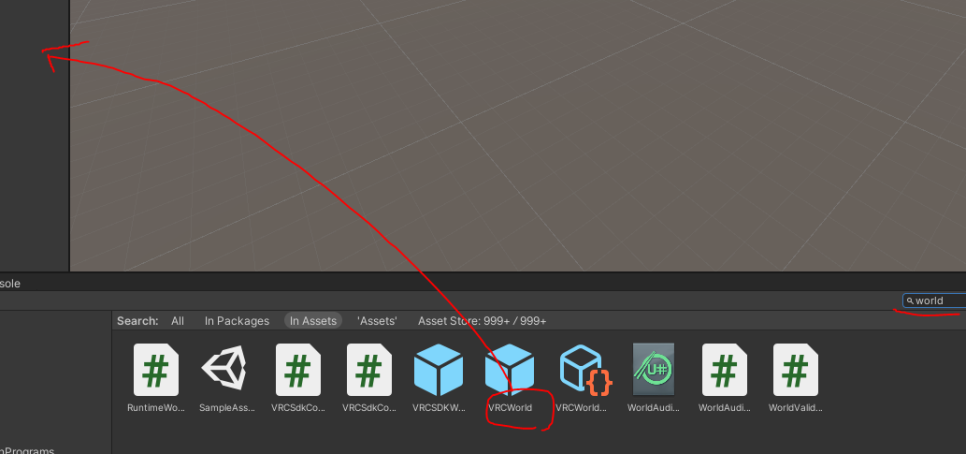 sole
world
Search: All In Packages In Assets 'Assets' Asset Store: 999+ / 999+
# # # # #
{}
U#
RuntimeWo... SampleAss... VRCSdkCo... VRCSdkCo... VRCSDKW... VRCWorld VRCWorld... WorldAudi... WorldAudi... WorldValid...
nPrograms